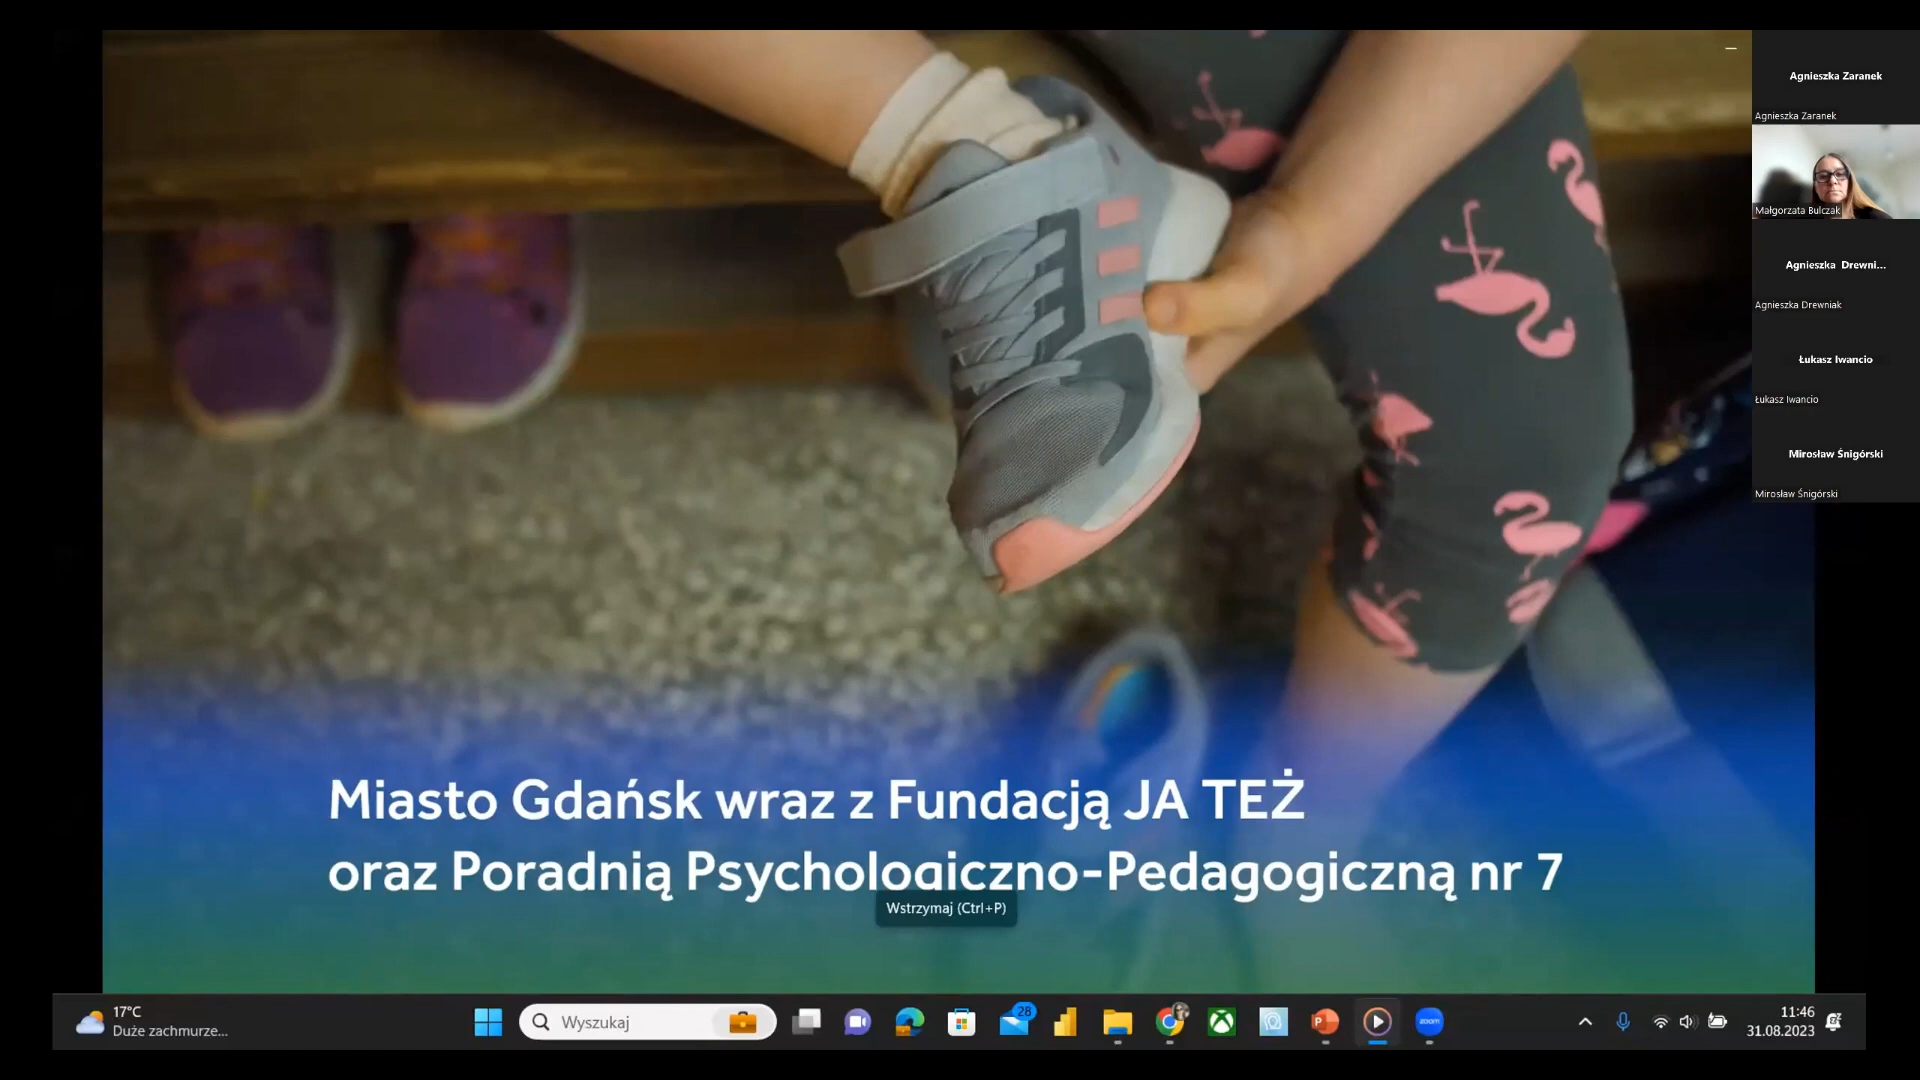 Agnieszka Zaranek
Agnieszka Zaranek
Małgorzata Bulczak
Agnieszka Drewni...
Agnieszka Drewniak
Łukasz Iwancio
Łukasz Iwancio
Mirosław Śnigórski
Mirosław Śnigórski
Miasto Gdańsk wraz z Fundacją JA TEŻ
oraz Poradnią Psychologiczno-Pedagogiczną nr 7
Wstrzymaj (Ctrl+P)
17°C
Duże zachmurze...
Wyszukaj
28
zoom
11:46
31.08.2023